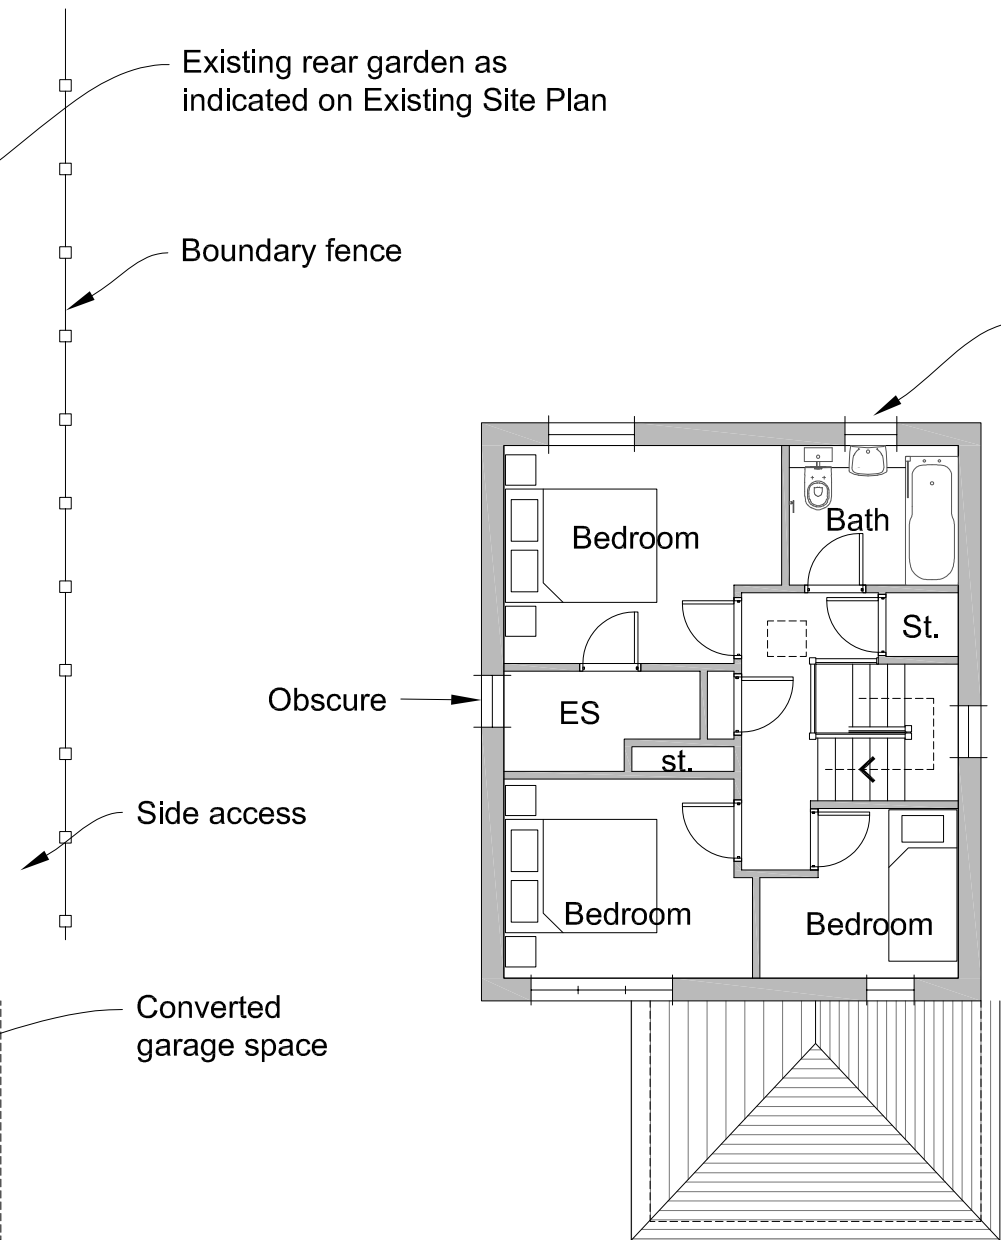 Existing rear garden as
indicated on Existing Site Plan
Boundary fence
Bath
Bedroom
St.
Obscure
ES
st.
Side access
Bedroom
Bedroom
Converted
garage space